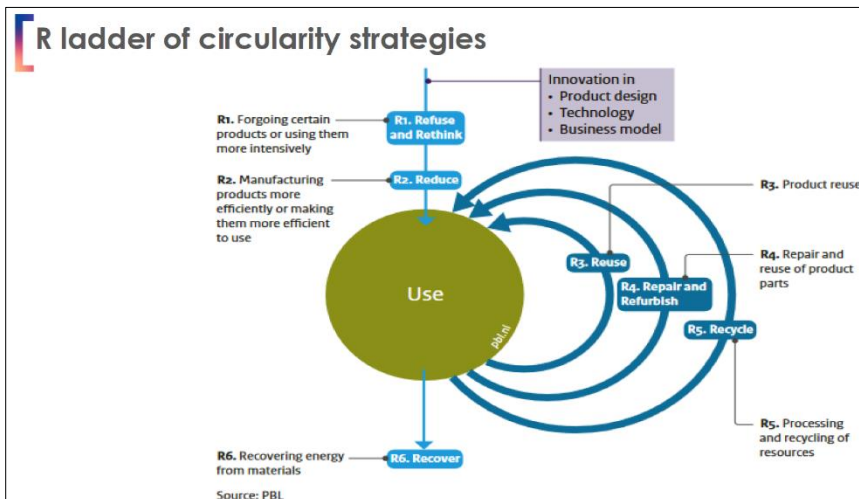 R ladder of circularity strategies
Innovation in
• Product design
• Technology
• Business model
R1. Forgoing certain
products or using them
more intensively
R1. Refuse
and Rethink
R2. Manufacturing
products more
efficiently or making
them more efficient
to use
R2. Reduce
R3. Product reuse
R3. Reuse
R4. Repair and
reuse of product
parts
R4. Repair and
Refurbish
Use
pbl.nl
R5. Recycle
R5. Processing
and recycling of
resources
R6. Recovering energy
from materials
R6. Recover
Source: PBL